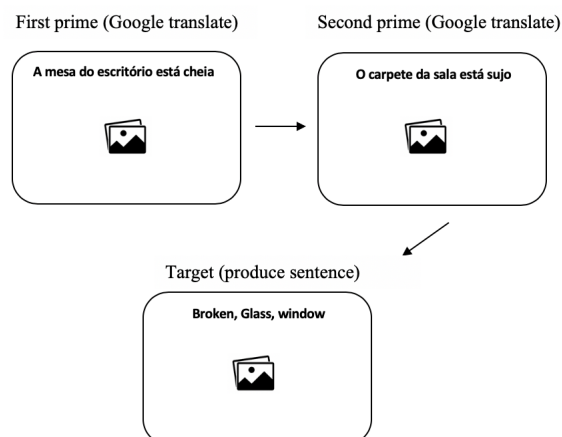 First prime (Google translate)
Second prime (Google translate)
A mesa do escritório está cheia
O carpete da sala está sujo
Target (produce sentence)
Broken, Glass, window